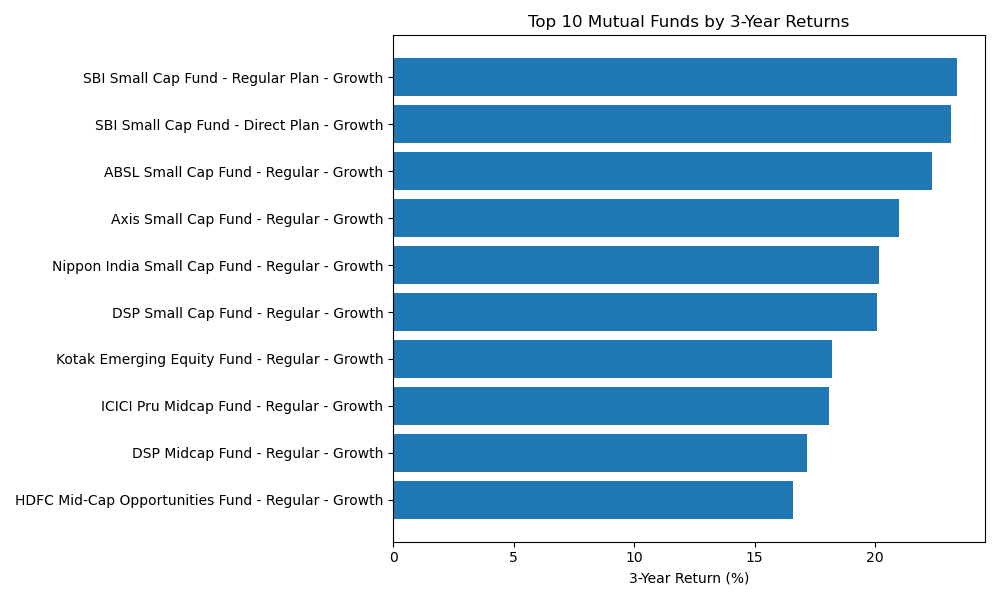 Top 10 Mutual Funds by 3-Year Returns
SBI Small Cap Fund - Regular Plan - Growth
SBI Small Cap Fund - Direct Plan - Growth
ABSL Small Cap Fund - Regular - Growth
Axis Small Cap Fund - Regular - Growth
Nippon India Small Cap Fund - Regular - Growth
DSP Small Cap Fund - Regular - Growth
Kotak Emerging Equity Fund - Regular - Growth
ICICI Pru Midcap Fund - Regular - Growth
DSP Midcap Fund - Regular - Growth
HDFC Mid-Cap Opportunities Fund - Regular - Growth
0 5 10 15 20
3-Year Return (%)